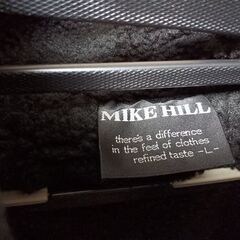 MIKE HILL
there's a difference
in the feel of clothes
refined taste -L-